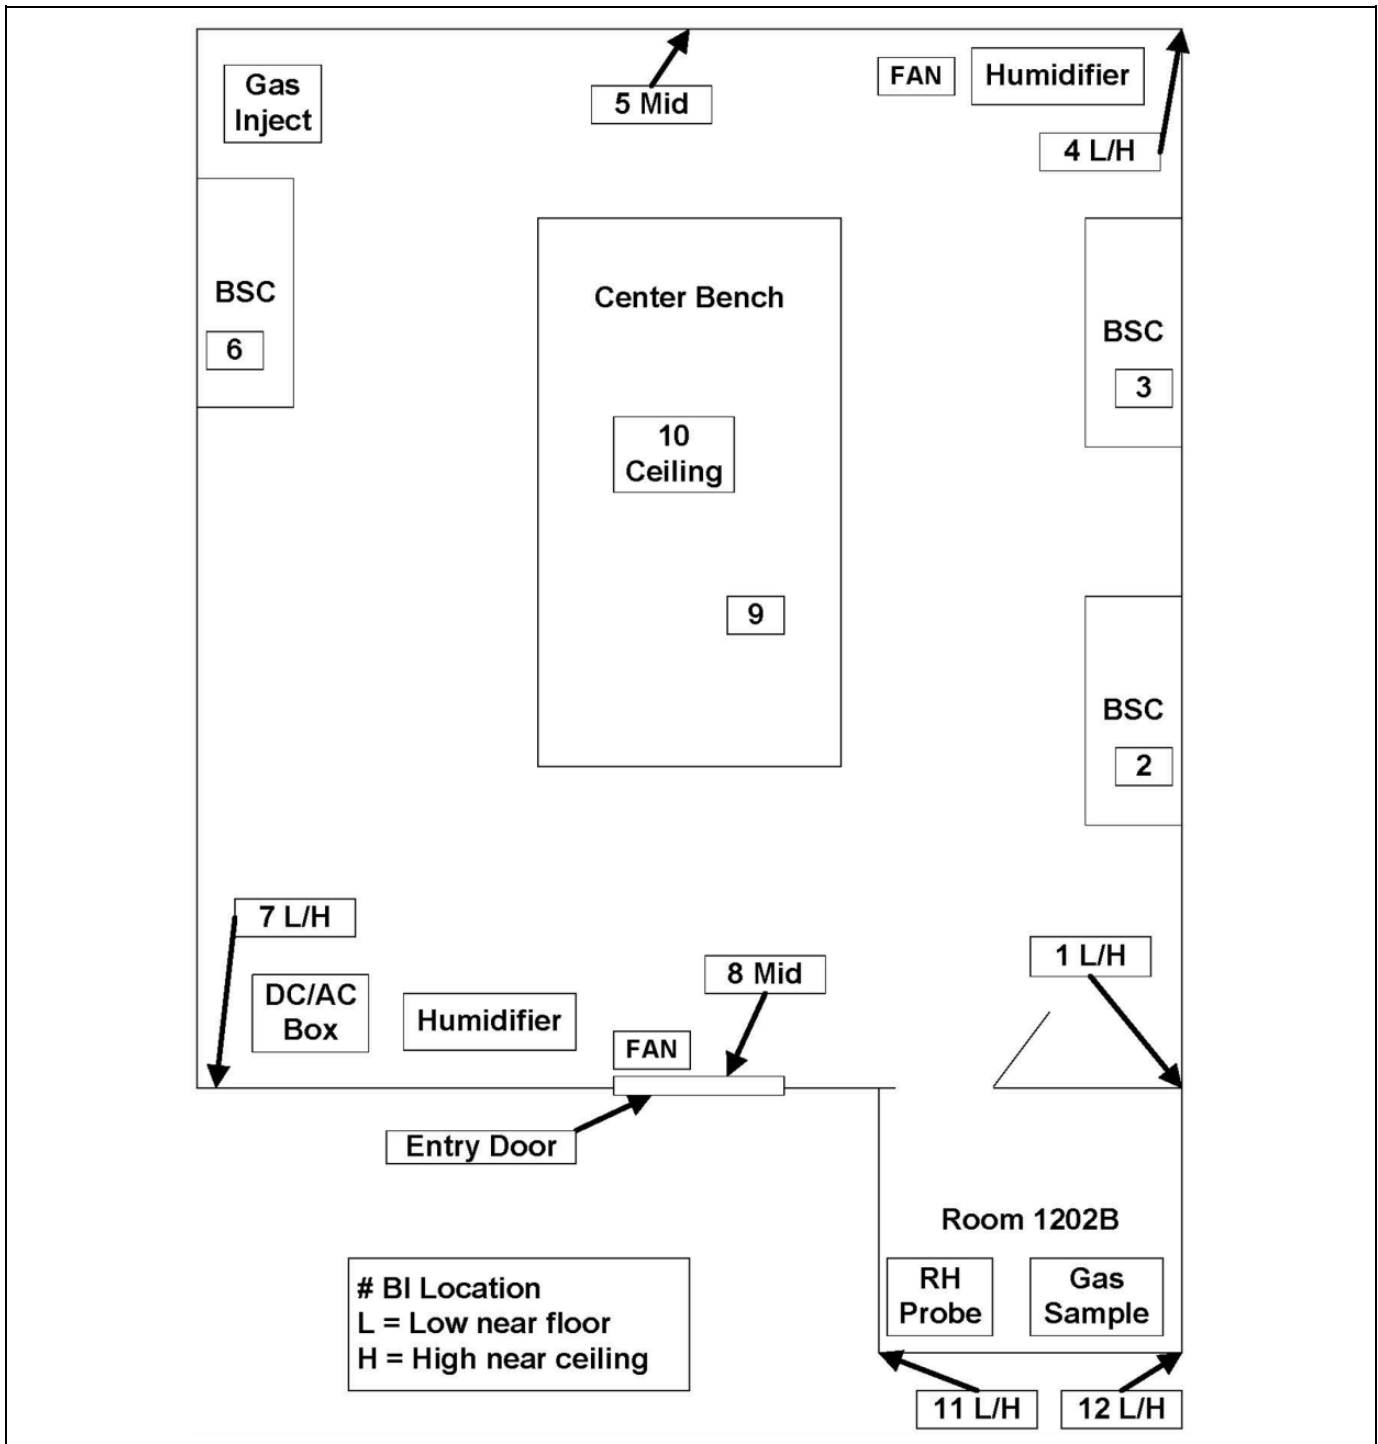 Gas
Inject
5 Mid
FAN
Humidifier
4 L/H
BSC
6
Center Bench
BSC
3
10
Ceiling
9
BSC
2
7 L/H
8 Mid
1 L/H
DC/AC
Box
Humidifier
FAN
Entry Door
Room 1202B
RH
Probe
Gas
Sample
# BI Location
L = Low near floor
H = High near ceiling
11 L/H
12 L/H